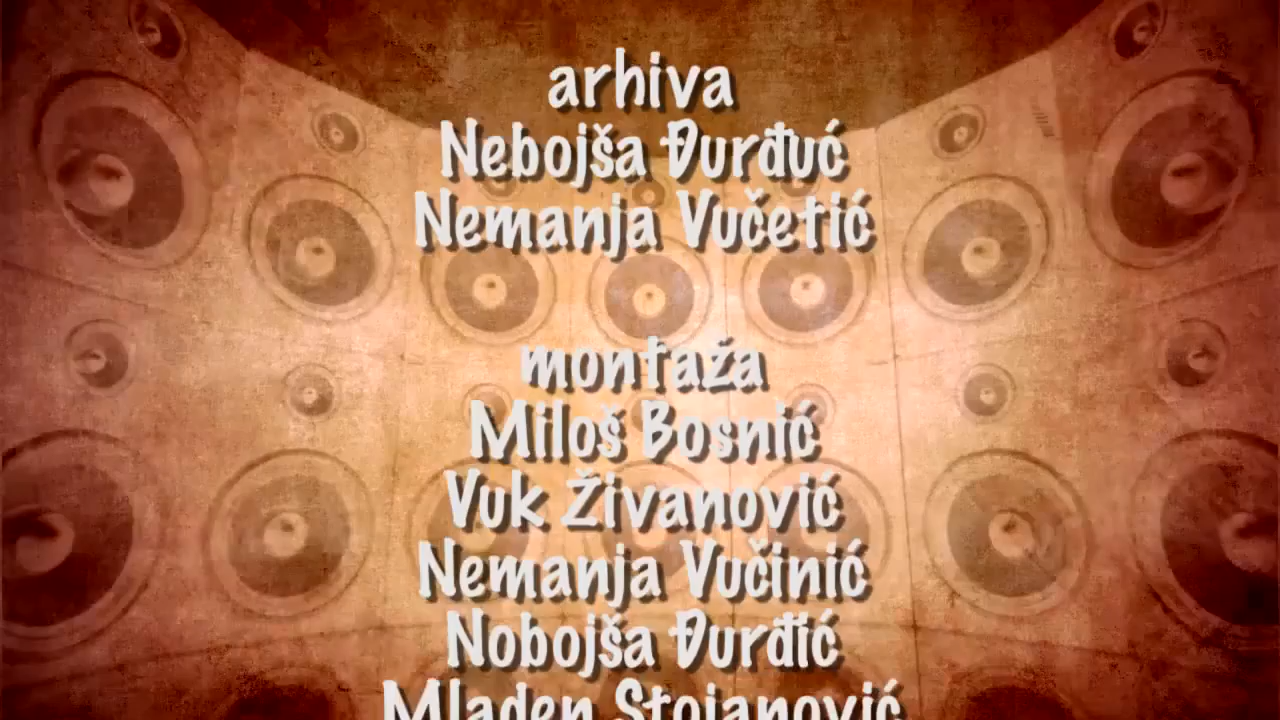 arhiva
Nebojša Đurđuć
Nemanja Vučetić
montaža
Miloš Bosnić
Vuk Živanović
Nemanja Vučinić
Nobojša Đurđić
Mladen Stojanović